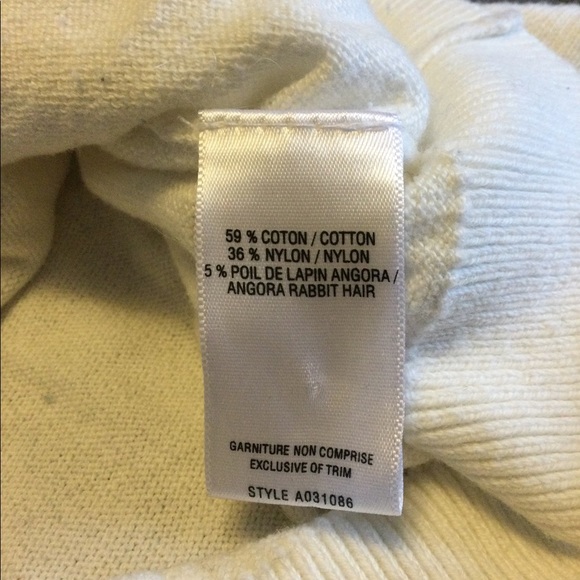 59 % COTON / COTTON
36 % NYLON / NYLON
5 % POIL DE LAPIN ANGORA /
ANGORA RABBIT HAIR
GARNITURE NON COMPRISE
EXCLUSIVE OF TRIM
STYLE A031086